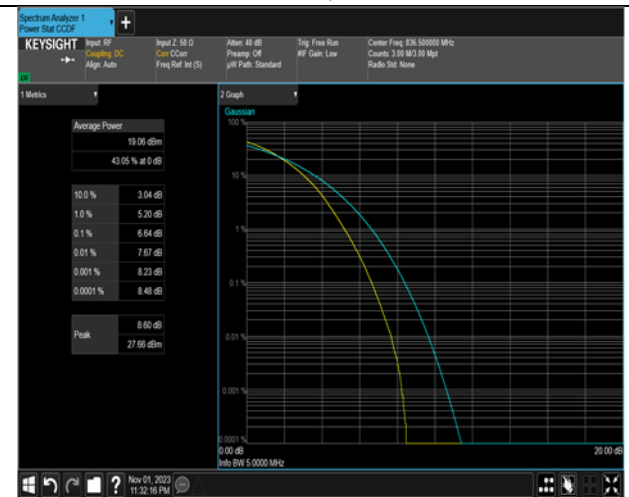 Spectrum Analyzer 1
Power Stat CCDF
+
KEYSIGHT
Input: RF
Coupling: DC
Align: Auto
Input Z: 50 Ω
Corr CCorr
Freq Ref: Int (S)
Atten: 40 dB
Preamp: Off
µW Path: Standard
Trig: Free Run
#IF Gain: Low
Center Freq: 836.500000 MHz
Counts: 3.00 M/3.00 Mpt
Radio Std: None
1 Metrics
Average Power
19.06 dBm
43.05 % at 0 dB
10.0 % 3.04 dB
1.0 % 5.20 dB
0.1 % 6.64 dB
0.01 % 7.67 dB
0.001 % 8.23 dB
0.0001 % 8.48 dB
Peak
8.60 dB
27.66 dBm
2 Graph
Gaussian
100 %
10 %
1 %
0.1 %
0.01 %
0.001 %
0.0001 %
0.00 dB 20.00 dB
Info BW 5.0000 MHz
?
Nov 01, 2023
11:32:16 PM